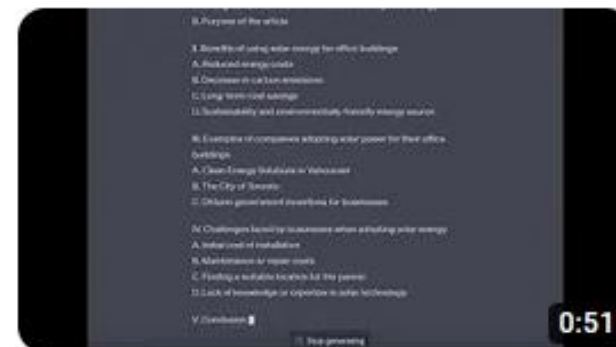 B. Purpose of the article
II. Benefits of using solar energy for office buildings
A. Reduced energy costs
B. Decrease in carbon emissions
C. Long-term cost savings
D. Sustainability and environmentally-friendly energy source
III. Examples of companies adopting solar power for their office
buildings
A. Clean Energy Solutions in Vancouver
B. The City of Toronto
C. Ontario government incentives for businesses
IV. Challenges faced by businesses when adopting solar energy
A. Initial cost of installation
B. Maintenance or repair costs
C. Finding a suitable location for the panels
D. Lack of knowledge or expertise in solar technology
V. Conclusion
Stop generating
0:51